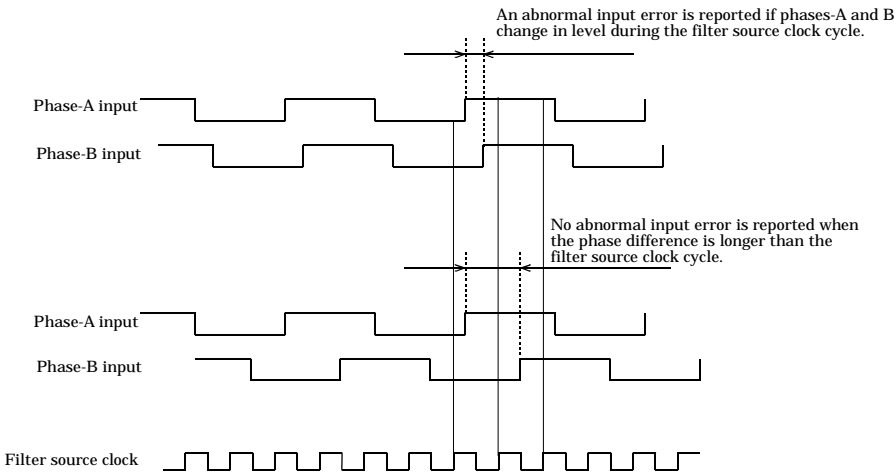 An abnormal input error is reported if phases-A and B
change in level during the filter source clock cycle.
Phase-A input
Phase-B input
No abnormal input error is reported when
the phase difference is longer than the
filter source clock cycle.
Phase-A input
Phase-B input
Filter source clock